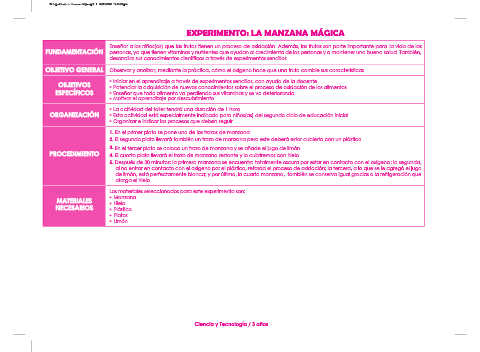 EXPERIMENTO: LA MANZANA MÁGICA
FUNDAMENTACIÓN
Enseñar a los niños(as) que las frutas tienen un proceso de oxidación. Además, las frutas son parte importante para la vida de las
personas, ya que tienen vitaminas y nutrientes que ayudan al crecimiento de las personas y a mantener una buena salud. También,
desarrolla sus conocimientos científicos a través de experimentos sencillos
OBJETIVO GENERAL
Observar y analizar, mediante la práctica, cómo el oxígeno hace que una fruta cambie sus características
OBJETIVOS
ESPECÍFICOS
• Iniciar en el aprendizaje a través de experimentos sencillos, con ayuda de la docente
• Potenciar la adquisición de nuevos conocimientos sobre el proceso de oxidación de los alimentos
• Enseñar que todo alimento va perdiendo sus vitaminas y se va deteriorando
• Motivar el aprendizaje por descubrimiento
ORGANIZACIÓN
• La actividad del taller tendrá una duración de 1 hora
• Esta actividad está especialmente indicada para niños(as) del segundo ciclo de educación inicial
• Organizar e indicar los procesos que deben seguir
PROCEDIMIENTO
1. En el primer plato se pone uno de los trozos de manzana
2. El segundo plato llevará también un trozo de manzana pero este deberá estar cubierto con un plástico
3. En el tercer plato se coloca un trozo de manzana y se añade el jugo de limón
4. El cuarto plato llevará el trozo de manzana restante y lo cubriremos con hielo
5. Después de 30 minutos: la primera manzana se encuentra totalmente oscura por estar en contacto con el oxígeno; la segunda,
al no entrar en contacto con el oxígeno por el plástico, retarda el proceso de oxidación; la tercera, a la que se le agregó el jugo
de limón, está perfectamente blanca; y por último, la cuarta manzana, también se conserva igual gracias a la refrigeración que
otorga el hielo
MATERIALES
NECESARIOS
Los materiales seleccionados para este experimento son:
• Manzana
• Hielo
• Plástico
• Platos
• Limón
Ciencia y Tecnología / 3 años